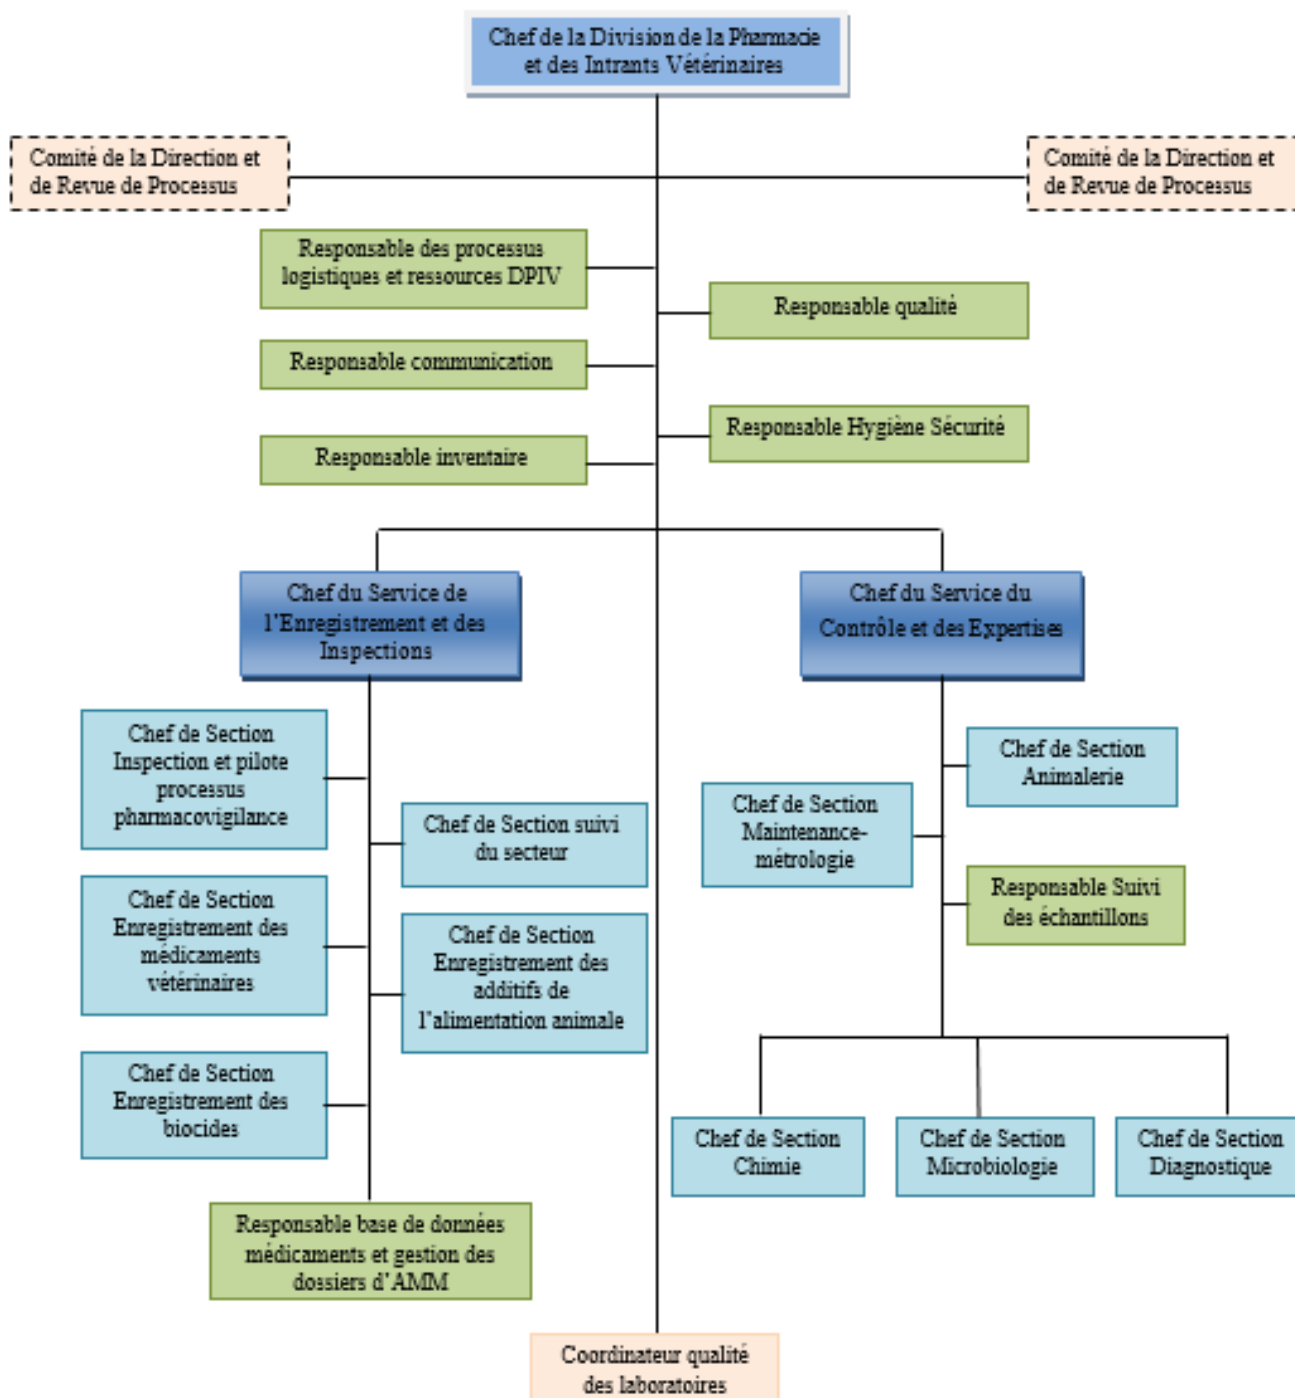 Chef de la Division de la Pharmacie
et des Intrants Vétérinaires
Comité de la Direction et
de Revue de Processus
Comité de la Direction et
de Revue de Processus
Responsable des processus
logistiques et ressources DPIV
Responsable qualité
Responsable communication
Responsable Hygiène Sécurité
Responsable inventaire
Chef du Service de
l’Enregistrement et des
Inspections
Chef du Service du
Contrôle et des Expertises
Chef de Section
Inspection et pilote
processus
pharmacovigilance
Chef de Section suivi
du secteur
Chef de Section
Enregistrement des
médicaments
vétérinaires
Chef de Section
Enregistrement des
additifs de
l’alimentation animale
Chef de Section
Enregistrement des
biocides
Responsable base de données
médicaments et gestion des
dossiers d’AMM
Chef de Section
Animalerie
Chef de Section
Maintenance-
métrologie
Responsable Suivi
des échantillons
Chef de Section
Chimie
Chef de Section
Microbiologie
Chef de Section
Diagnostique
Coordinateur qualité
des laboratoires